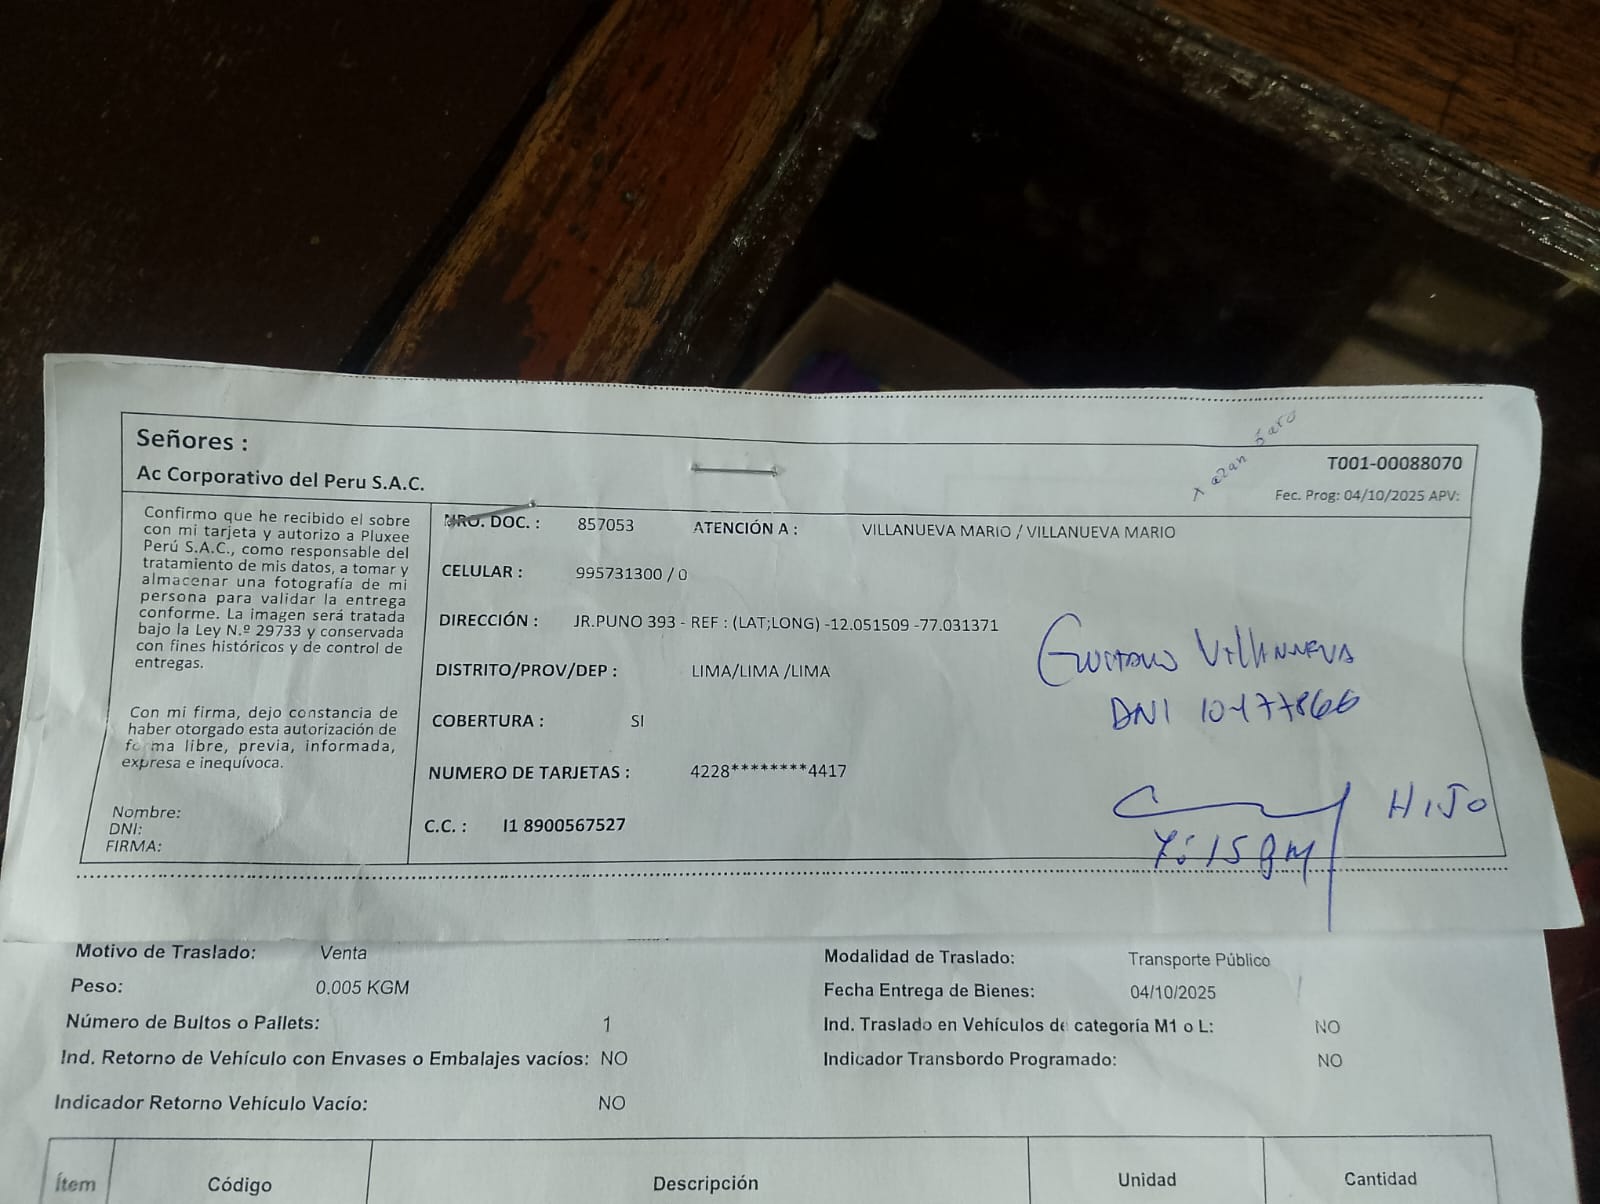 Señores :
Ac Corporativo del Peru S.A.C.
T001-00088070
Fec. Prog: 04/10/2025 APV:
Confirmo que he recibido el sobre
con mi tarjeta y autorizo a Pluxee
Perú S.A.C., como responsable del
tratamiento de mis datos, a tomar y
almacenar una fotografía de mi
persona para validar la entrega
conforme. La imagen será tratada
bajo la Ley N.º 29733 y conservada
con fines históricos y de control de
entregas.
Con mi firma, dejo constancia de
haber otorgado esta autorización de
forma libre, previa, informada,
expresa e inequívoca.
Nombre:
DNI:
FIRMA:
NRO. DOC. : 857053 ATENCIÓN A : VILLANUEVA MARIO / VILLANUEVA MARIO
CELULAR : 995731300 / 0
DIRECCIÓN : JR.PUNO 393 - REF : (LAT;LONG) -12.051509 -77.031371
DISTRITO/PROV/DEP : LIMA/LIMA /LIMA
COBERTURA : SI
NUMERO DE TARJETAS : 4228********4417
C.C. : I1 8900567527
VILLANUEVA
DNI 10477866
HIJO
Motivo de Traslado: Venta
Modalidad de Traslado: Transporte Público
Peso: 0.005 KGM
Fecha Entrega de Bienes: 04/10/2025
Número de Bultos o Pallets: 1
Ind. Traslado en Vehículos de categoría M1 o L: NO
Ind. Retorno de Vehículo con Envases o Embalajes vacíos: NO
Indicador Transbordo Programado: NO
Indicador Retorno Vehículo Vacío: NO
Ítem Código Descripción Unidad Cantidad